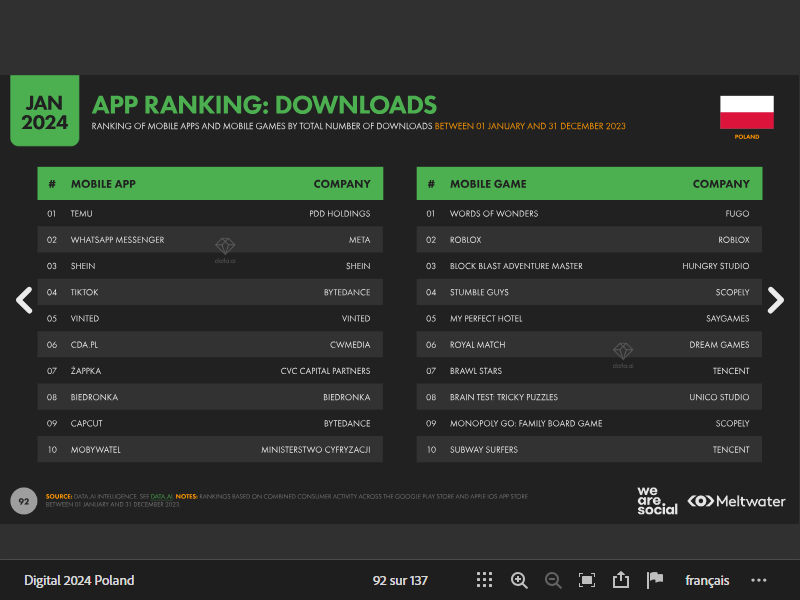 JAN
2024
APP RANKING: DOWNLOADS
RANKING OF MOBILE APPS AND MOBILE GAMES BY TOTAL NUMBER OF DOWNLOADS BETWEEN 01 JANUARY AND 31 DECEMBER 2023
POLAND
# MOBILE APP COMPANY
01 TEMU PDD HOLDINGS
02 WHATSAPP MESSENGER META
03 SHEIN SHEIN
04 TIKTOK BYTEDANCE
05 VINTED VINTED
06 CDA.PL CWMEDIA
07 ŻAPPKA CVC CAPITAL PARTNERS
08 BIEDRONKA BIEDRONKA
09 CAPCUT BYTEDANCE
10 MOBYWATEL MINISTERSTWO CYFRYZACJI
data.ai
# MOBILE GAME COMPANY
01 WORDS OF WONDERS FUGO
02 ROBLOX ROBLOX
03 BLOCK BLAST ADVENTURE MASTER HUNGRY STUDIO
04 STUMBLE GUYS SCOPELY
05 MY PERFECT HOTEL SAYGAMES
06 ROYAL MATCH DREAM GAMES
07 BRAWL STARS TENCENT
08 BRAIN TEST: TRICKY PUZZLES UNICO STUDIO
09 MONOPOLY GO: FAMILY BOARD GAME SCOPELY
10 SUBWAY SURFERS TENCENT
data.ai
92
SOURCE: DATA.AI INTELLIGENCE. SEE DATA.AI. NOTES: RANKINGS BASED ON COMBINED CONSUMER ACTIVITY ACROSS THE GOOGLE PLAY STORE AND APPLE IOS APP STORE
BETWEEN 01 JANUARY AND 31 DECEMBER 2023.
we
are.
social
Meltwater
Digital 2024 Poland
92 sur 137
français